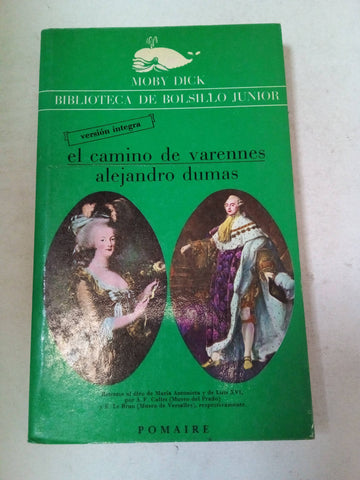 MOBY DICK
BIBLIOTECA DE BOLSILLO JUNIOR
versión integra
el camino de varennes
alejandro dumas
Retratos al óleo de María Antonieta y de Luis XVI,
por A. F. Callet (Museo del Prado)
y E. Le Brun (Museo de Versalles), respectivamente.
POMAIRE